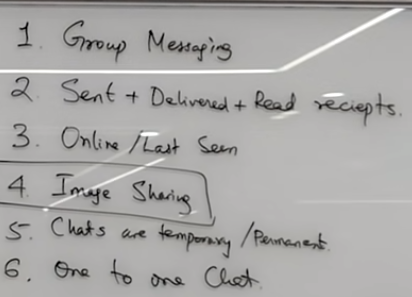 1. Group Messaging
2. Sent + Delivered + Read reciepts.
3. Online / Last Seen
4. Image Sharing
5. Chats are temporary / Permanent.
6. One to one Chat.